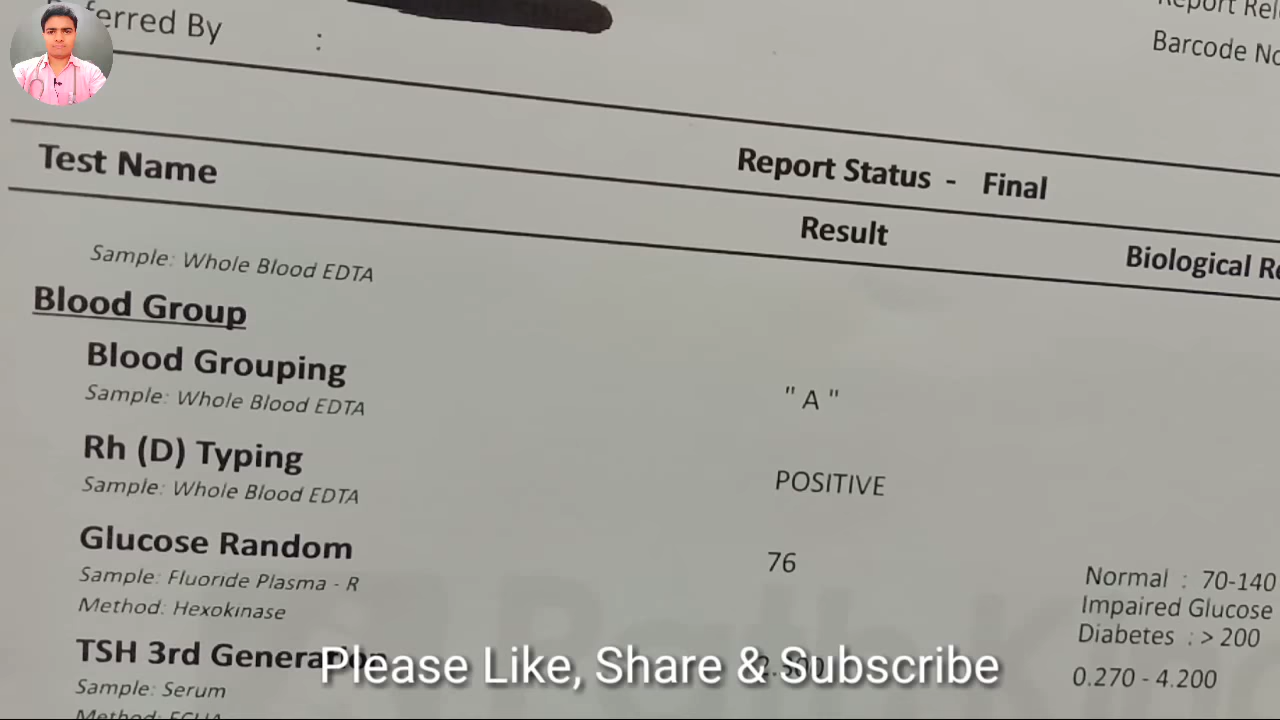 ferred By :
Report Rel
Barcode No
Test Name
Report Status - Final
Result
Biological Re
Sample: Whole Blood EDTA
Blood Group
Blood Grouping
" A "
Sample: Whole Blood EDTA
Rh (D) Typing
POSITIVE
Sample: Whole Blood EDTA
Glucose Random
76
Normal : 70-140
Sample: Fluoride Plasma - R
Impaired Glucose
Method: Hexokinase
Diabetes : > 200
TSH 3rd Generation
0.270 - 4.200
Please Like, Share & Subscribe
Sample: Serum
Method: ECLIA